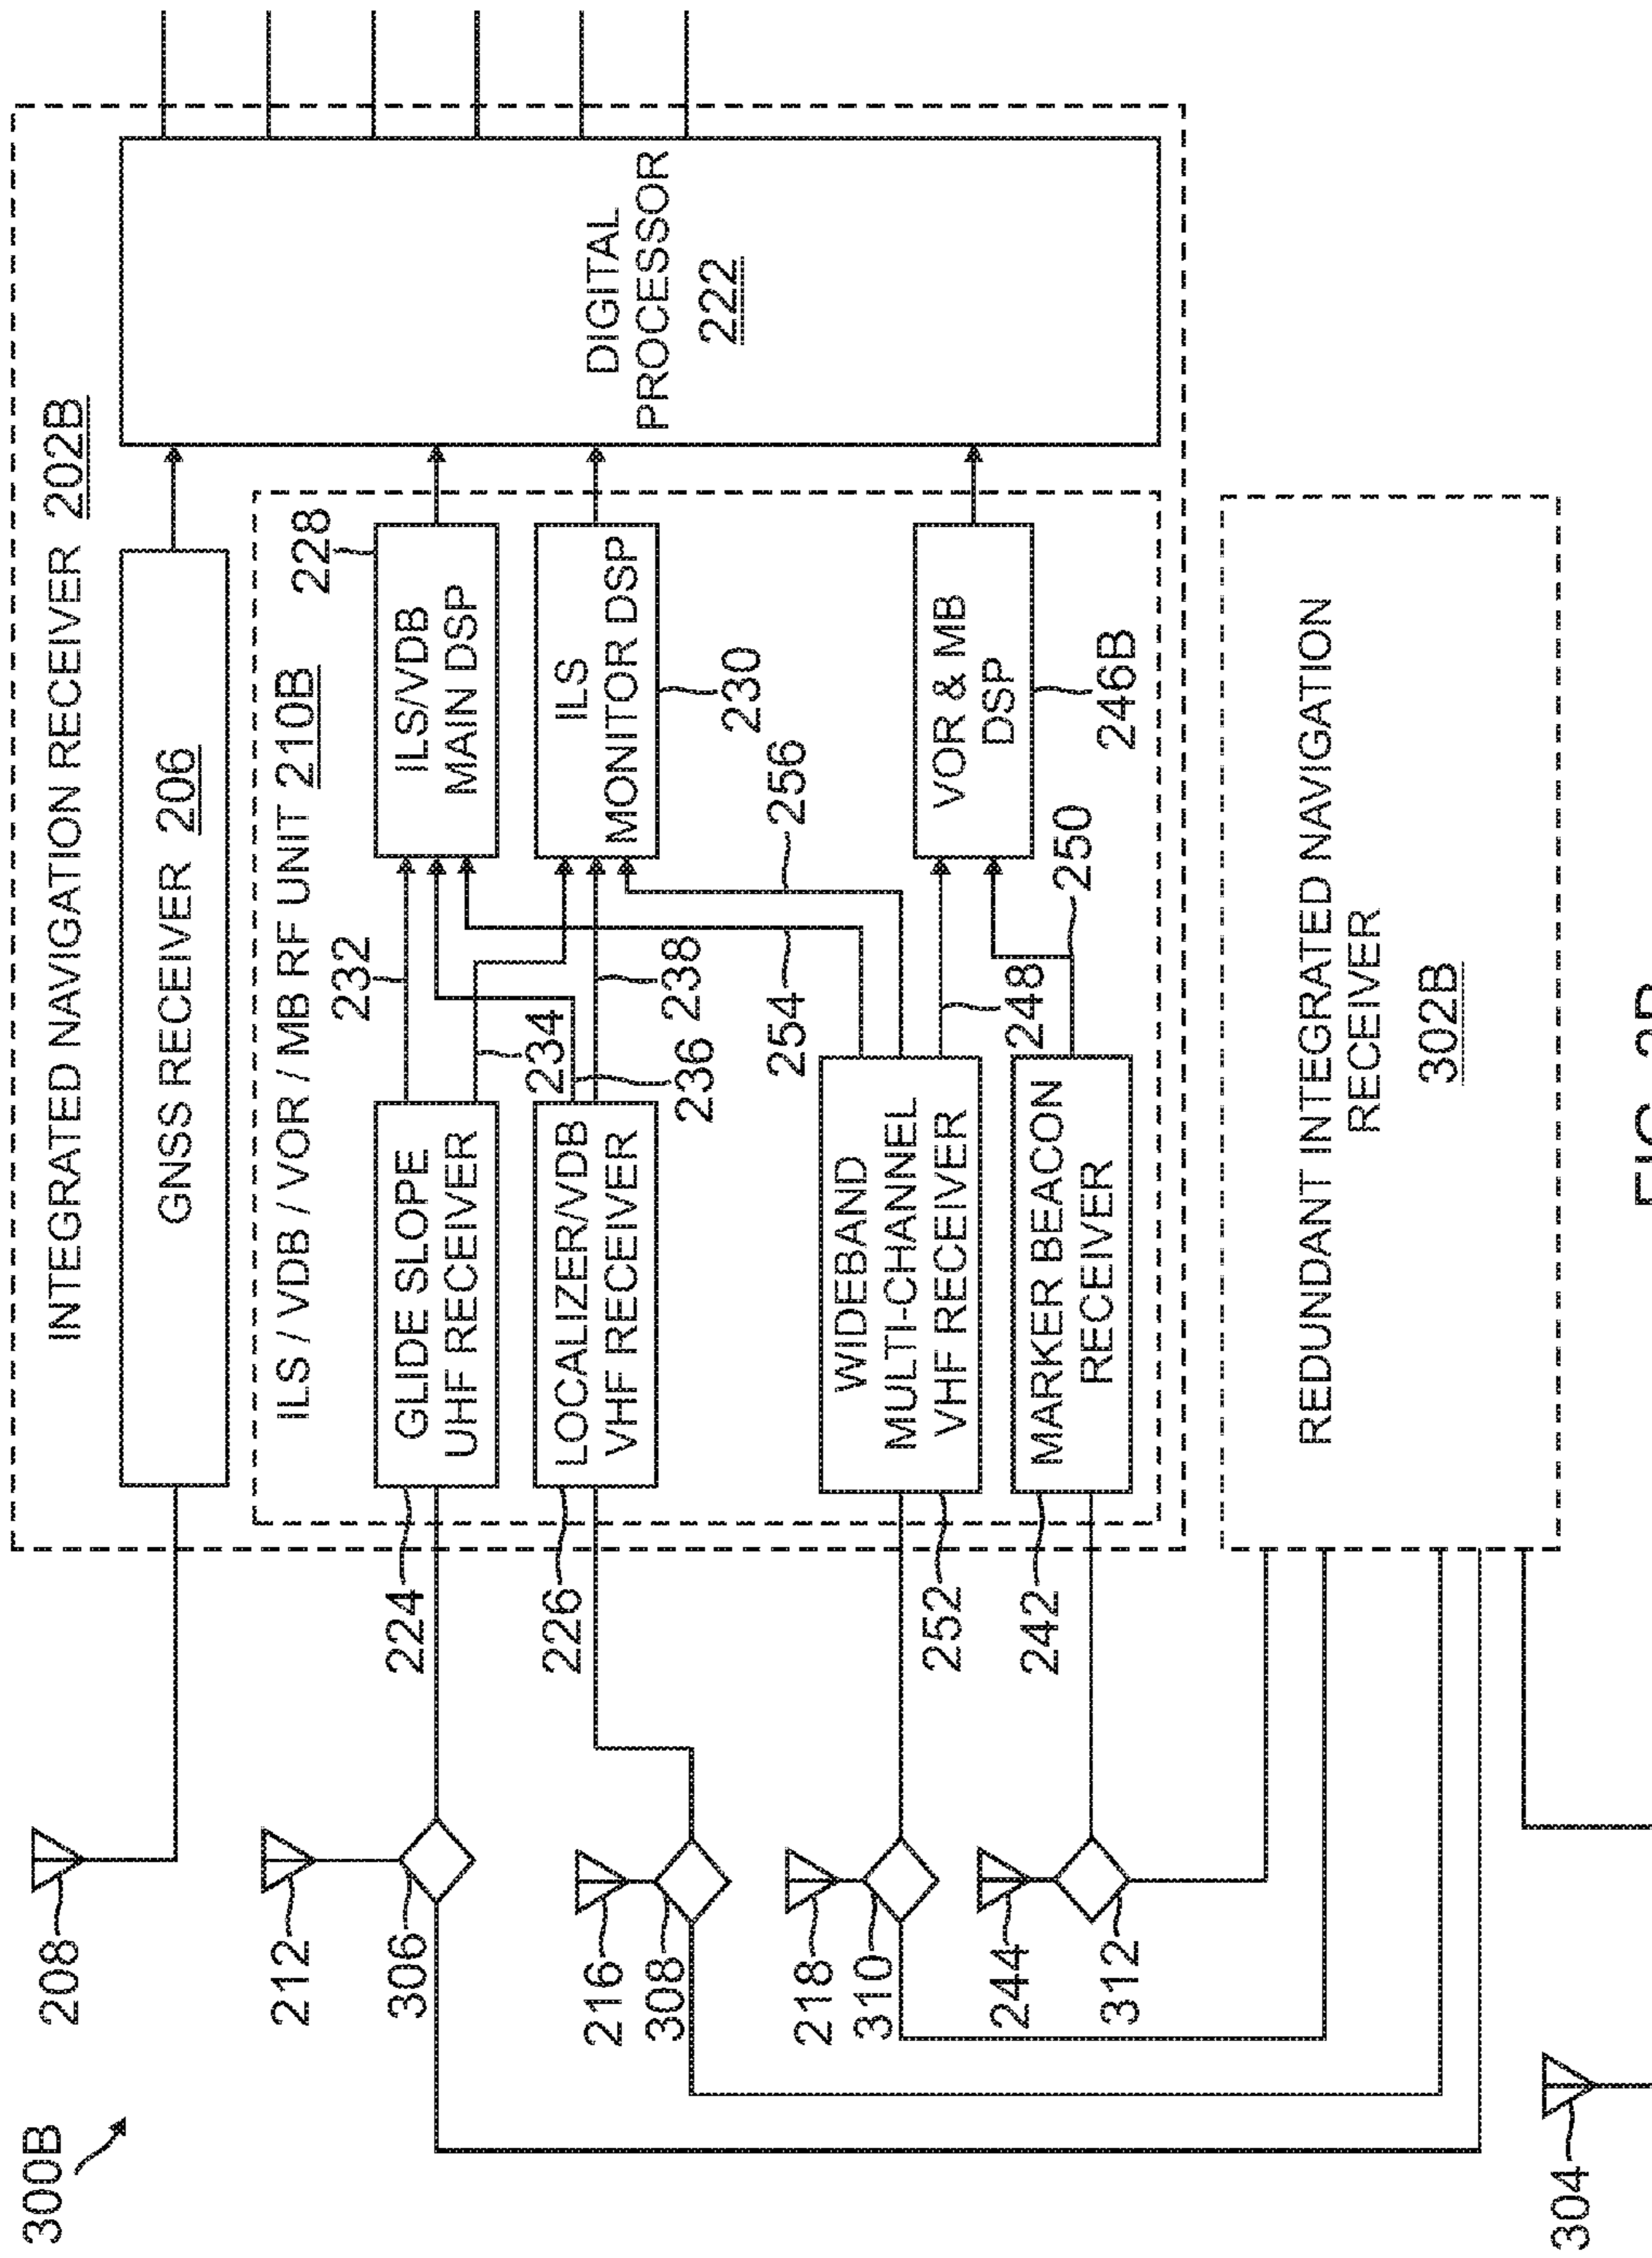 300B
208
212
306
216
308
218
310
244
312
304
INTEGRATED NAVIGATION RECEIVER 202B
GNSS RECEIVER 206
ILS / VDB / VOR / MB RF UNIT 210B
224
GLIDE SLOPE
UHF RECEIVER
226
LOCALIZER/VDB
VHF RECEIVER
252
WIDEBAND
MULTI-CHANNEL
VHF RECEIVER
242
MARKER BEACON
RECEIVER
232
234
236
238
254
256
248
250
228
ILS/VDB
MAIN DSP
ILS
MONITOR DSP
230
VOR & MB
DSP
246B
DIGITAL
PROCESSOR
222
REDUNDANT INTEGRATED NAVIGATION
RECEIVER
302B